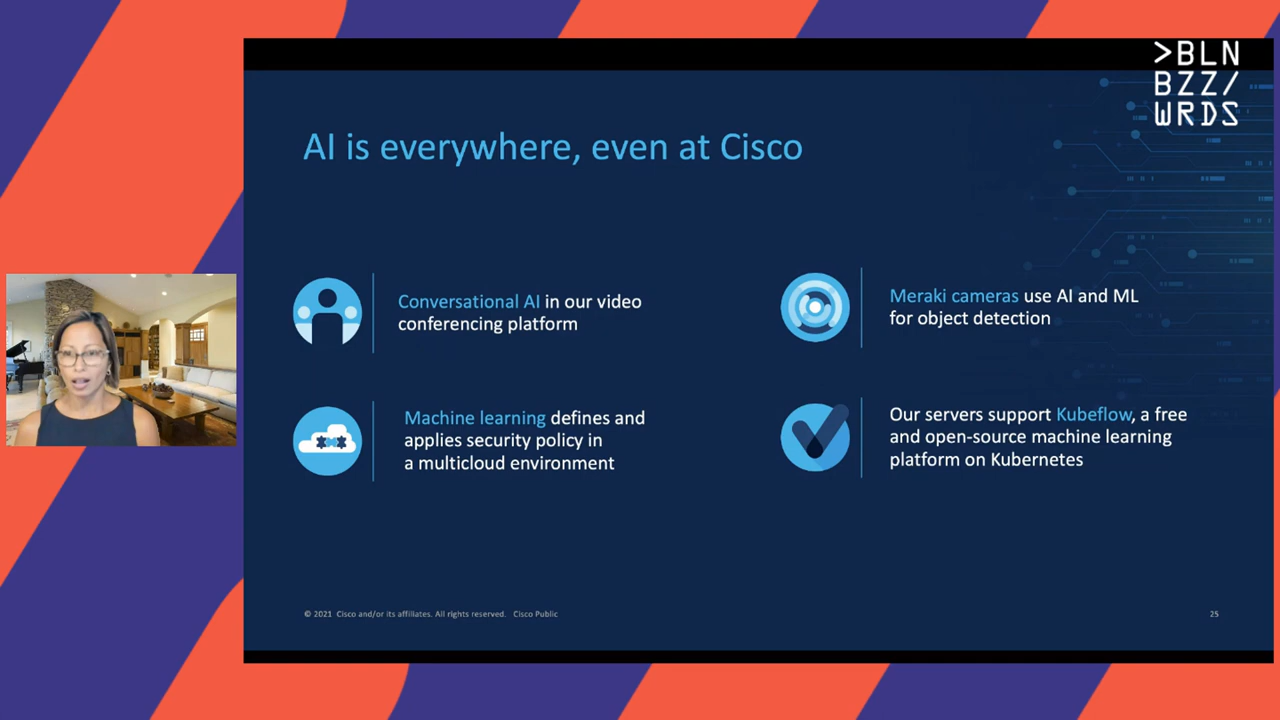 >BLN
BZZ/
WRDS
AI is everywhere, even at Cisco
Conversational AI in our video
conferencing platform
Meraki cameras use AI and ML
for object detection
Machine learning defines and
applies security policy in
a multicloud environment
Our servers support Kubeflow, a free
and open-source machine learning
platform on Kubernetes
© 2021 Cisco and/or its affiliates. All rights reserved. Cisco Public
25